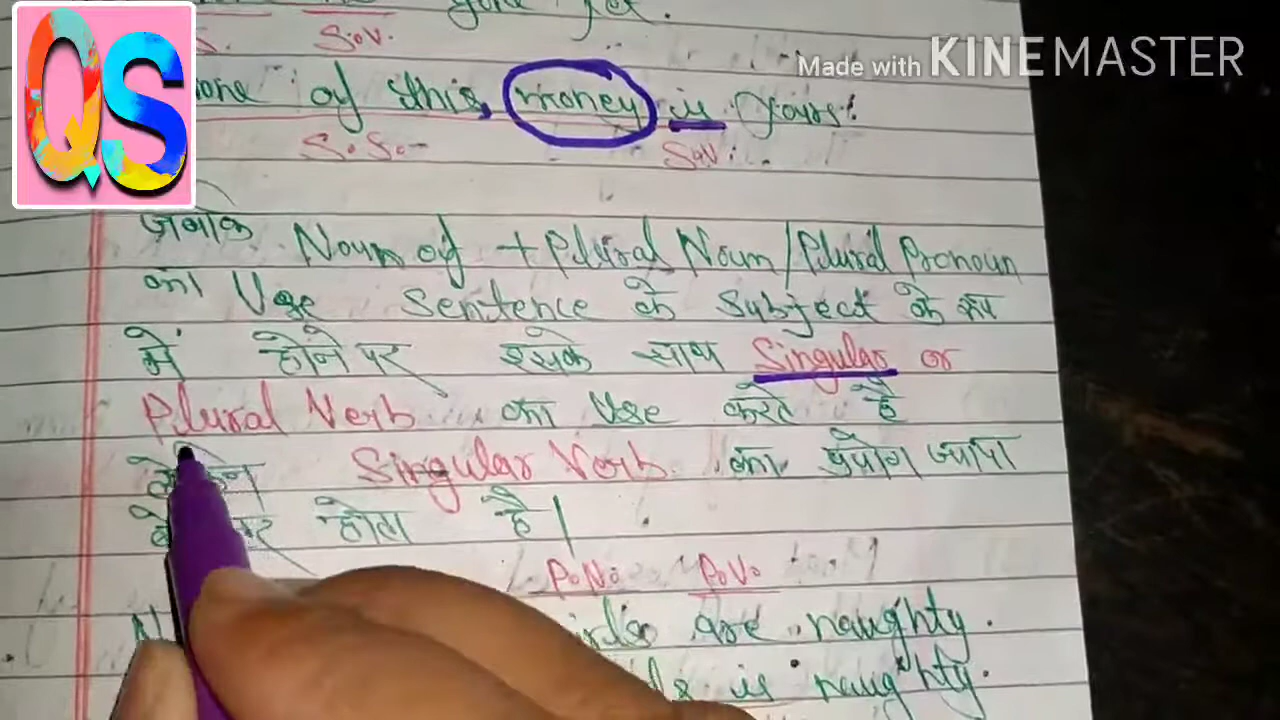 QS
Made with KINEMASTER
S.V.
none of this money is yours.
S.S. S.V.
जबकि Noun of + Plural Noun/Plural Pronoun
का Use Sentence के Subject के रूप
में होने पर इसके साथ Singular or
Plural Verb का Use करते हैं
Singular Verb का प्रयोग ज्यादा
होता है।
P.N. P.V.
are naughty.
is naughty.